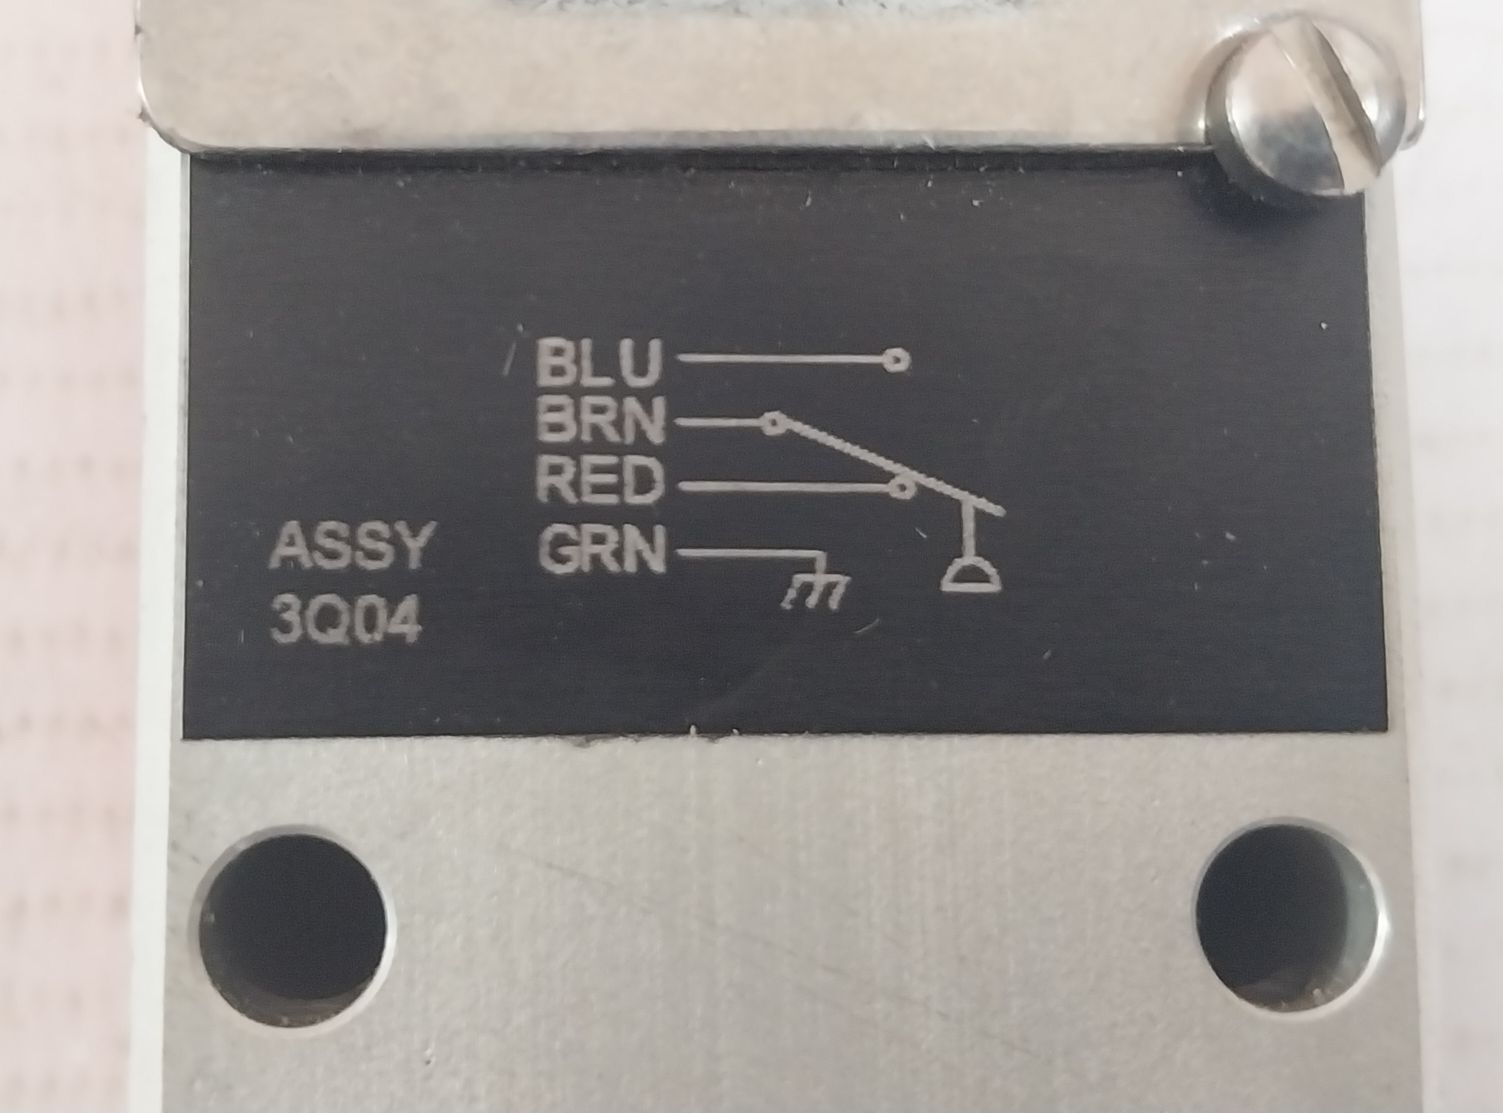 BLU
BRN
RED
GRN
ASSY
3Q04